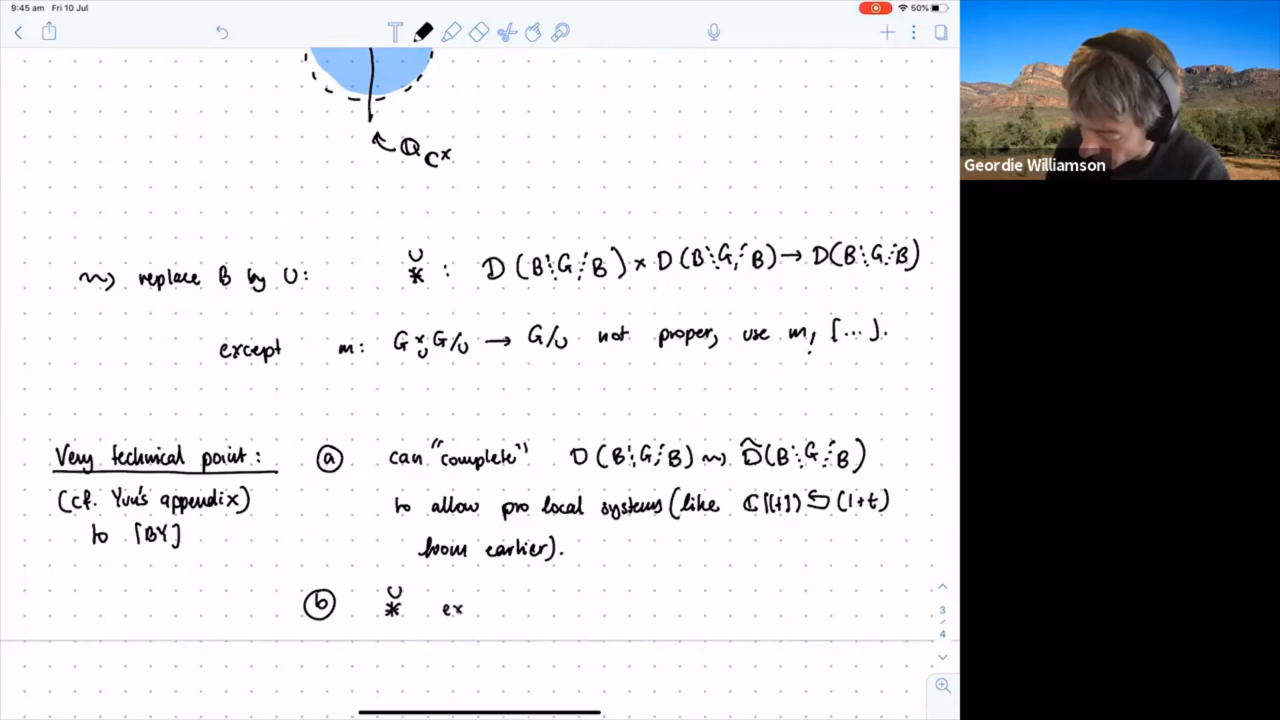 9:45 am Fri 10 Jul
50%
Geordie Williamson
ℚ_{ℂ^×}
⇝ replace B by U: *^U : D(B⋮G⋮B) × D(B⋮G⋮B) → D(B⋮G⋮B)
except m: G ×_U G/U → G/U not proper, use m_! [...].
Very technical point: ⓐ can "complete" D(B⋮G⋮B) ⇝ D̂(B⋮G⋮B)
(cf. Yun's appendix) to allow pro local systems (like ℂ[[t]] ↺ (1+t)
to [BY]
from earlier).
ⓑ *^U ex
3
4